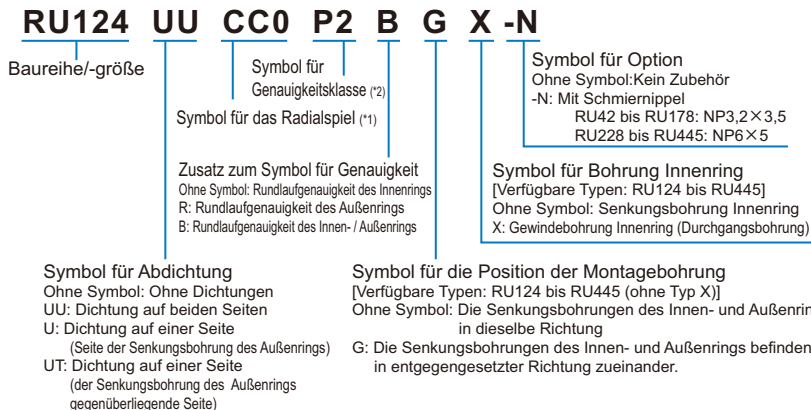 RU124 UU CC0 P2 B G X -N
Baureihe/-größe
Symbol für
Genauigkeitsklasse (*2)
Symbol für das Radialspiel (*1)
Symbol für Option
Ohne Symbol:Kein Zubehör
-N: Mit Schmiernippel
RU42 bis RU178: NP3,2×3,5
RU228 bis RU445: NP6×5
Zusatz zum Symbol für Genauigkeit
Ohne Symbol: Rundlaufgenauigkeit des Innenrings
R: Rundlaufgenauigkeit des Außenrings
B: Rundlaufgenauigkeit des Innen- / Außenrings
Symbol für Bohrung Innenring
[Verfügbare Typen: RU124 bis RU445]
Ohne Symbol: Senkungsbohrung Innenring
X: Gewindebohrung Innenring (Durchgangsbohrung)
Symbol für Abdichtung
Ohne Symbol: Ohne Dichtungen
UU: Dichtung auf beiden Seiten
U: Dichtung auf einer Seite
(Seite der Senkungsbohrung des Außenrings)
UT: Dichtung auf einer Seite
(der Senkungsbohrung des Außenrings
gegenüberliegende Seite)
Symbol für die Position der Montagebohrung
[Verfügbare Typen: RU124 bis RU445 (ohne Typ X)]
Ohne Symbol: Die Senkungsbohrungen des Innen- und
in dieselbe Richtung
G: Die Senkungsbohrungen des Innen- und Außenrings befinden
in entgegengesetzter Richtung zueinander.